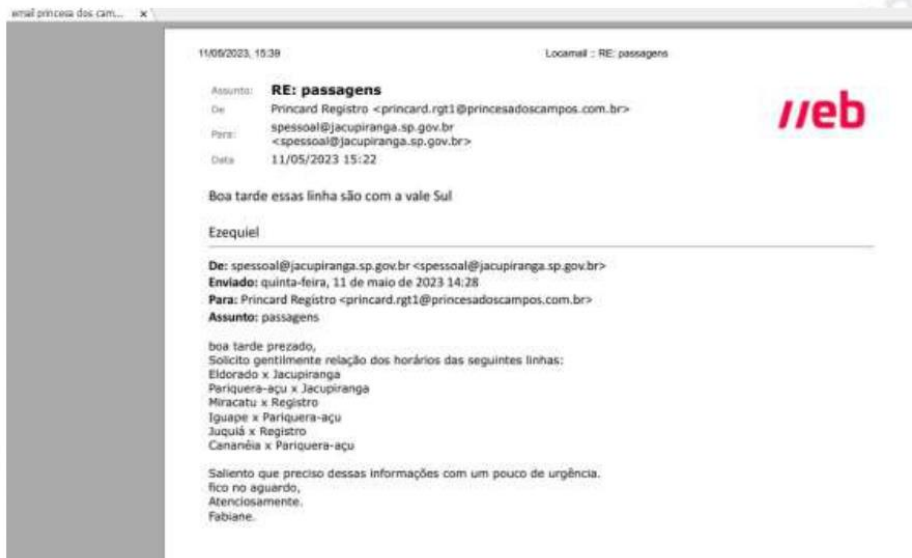 email princesa dos cam... x
11/05/2023, 15:39 Locamail :: RE: passagens
Assunto: RE: passagens
De Princard Registro <princard.rgt1@princesadoscampos.com.br>
Para: spessoal@jacupiranga.sp.gov.br
<spessoal@jacupiranga.sp.gov.br>
Data 11/05/2023 15:22
web
Boa tarde essas linha são com a vale Sul
Ezequiel
De: spessoal@jacupiranga.sp.gov.br <spessoal@jacupiranga.sp.gov.br>
Enviado: quinta-feira, 11 de maio de 2023 14:28
Para: Princard Registro <princard.rgt1@princesadoscampos.com.br>
Assunto: passagens
boa tarde prezado,
Solicito gentilmente relação dos horários das seguintes linhas:
Eldorado x Jacupiranga
Pariquera-açu x Jacupiranga
Miracatu x Registro
Iguape x Pariquera-açu
Juquiá x Registro
Cananéia x Pariquera-açu
Saliento que preciso dessas informações com um pouco de urgência.
fico no aguardo,
Atenciosamente.
Fabiane.